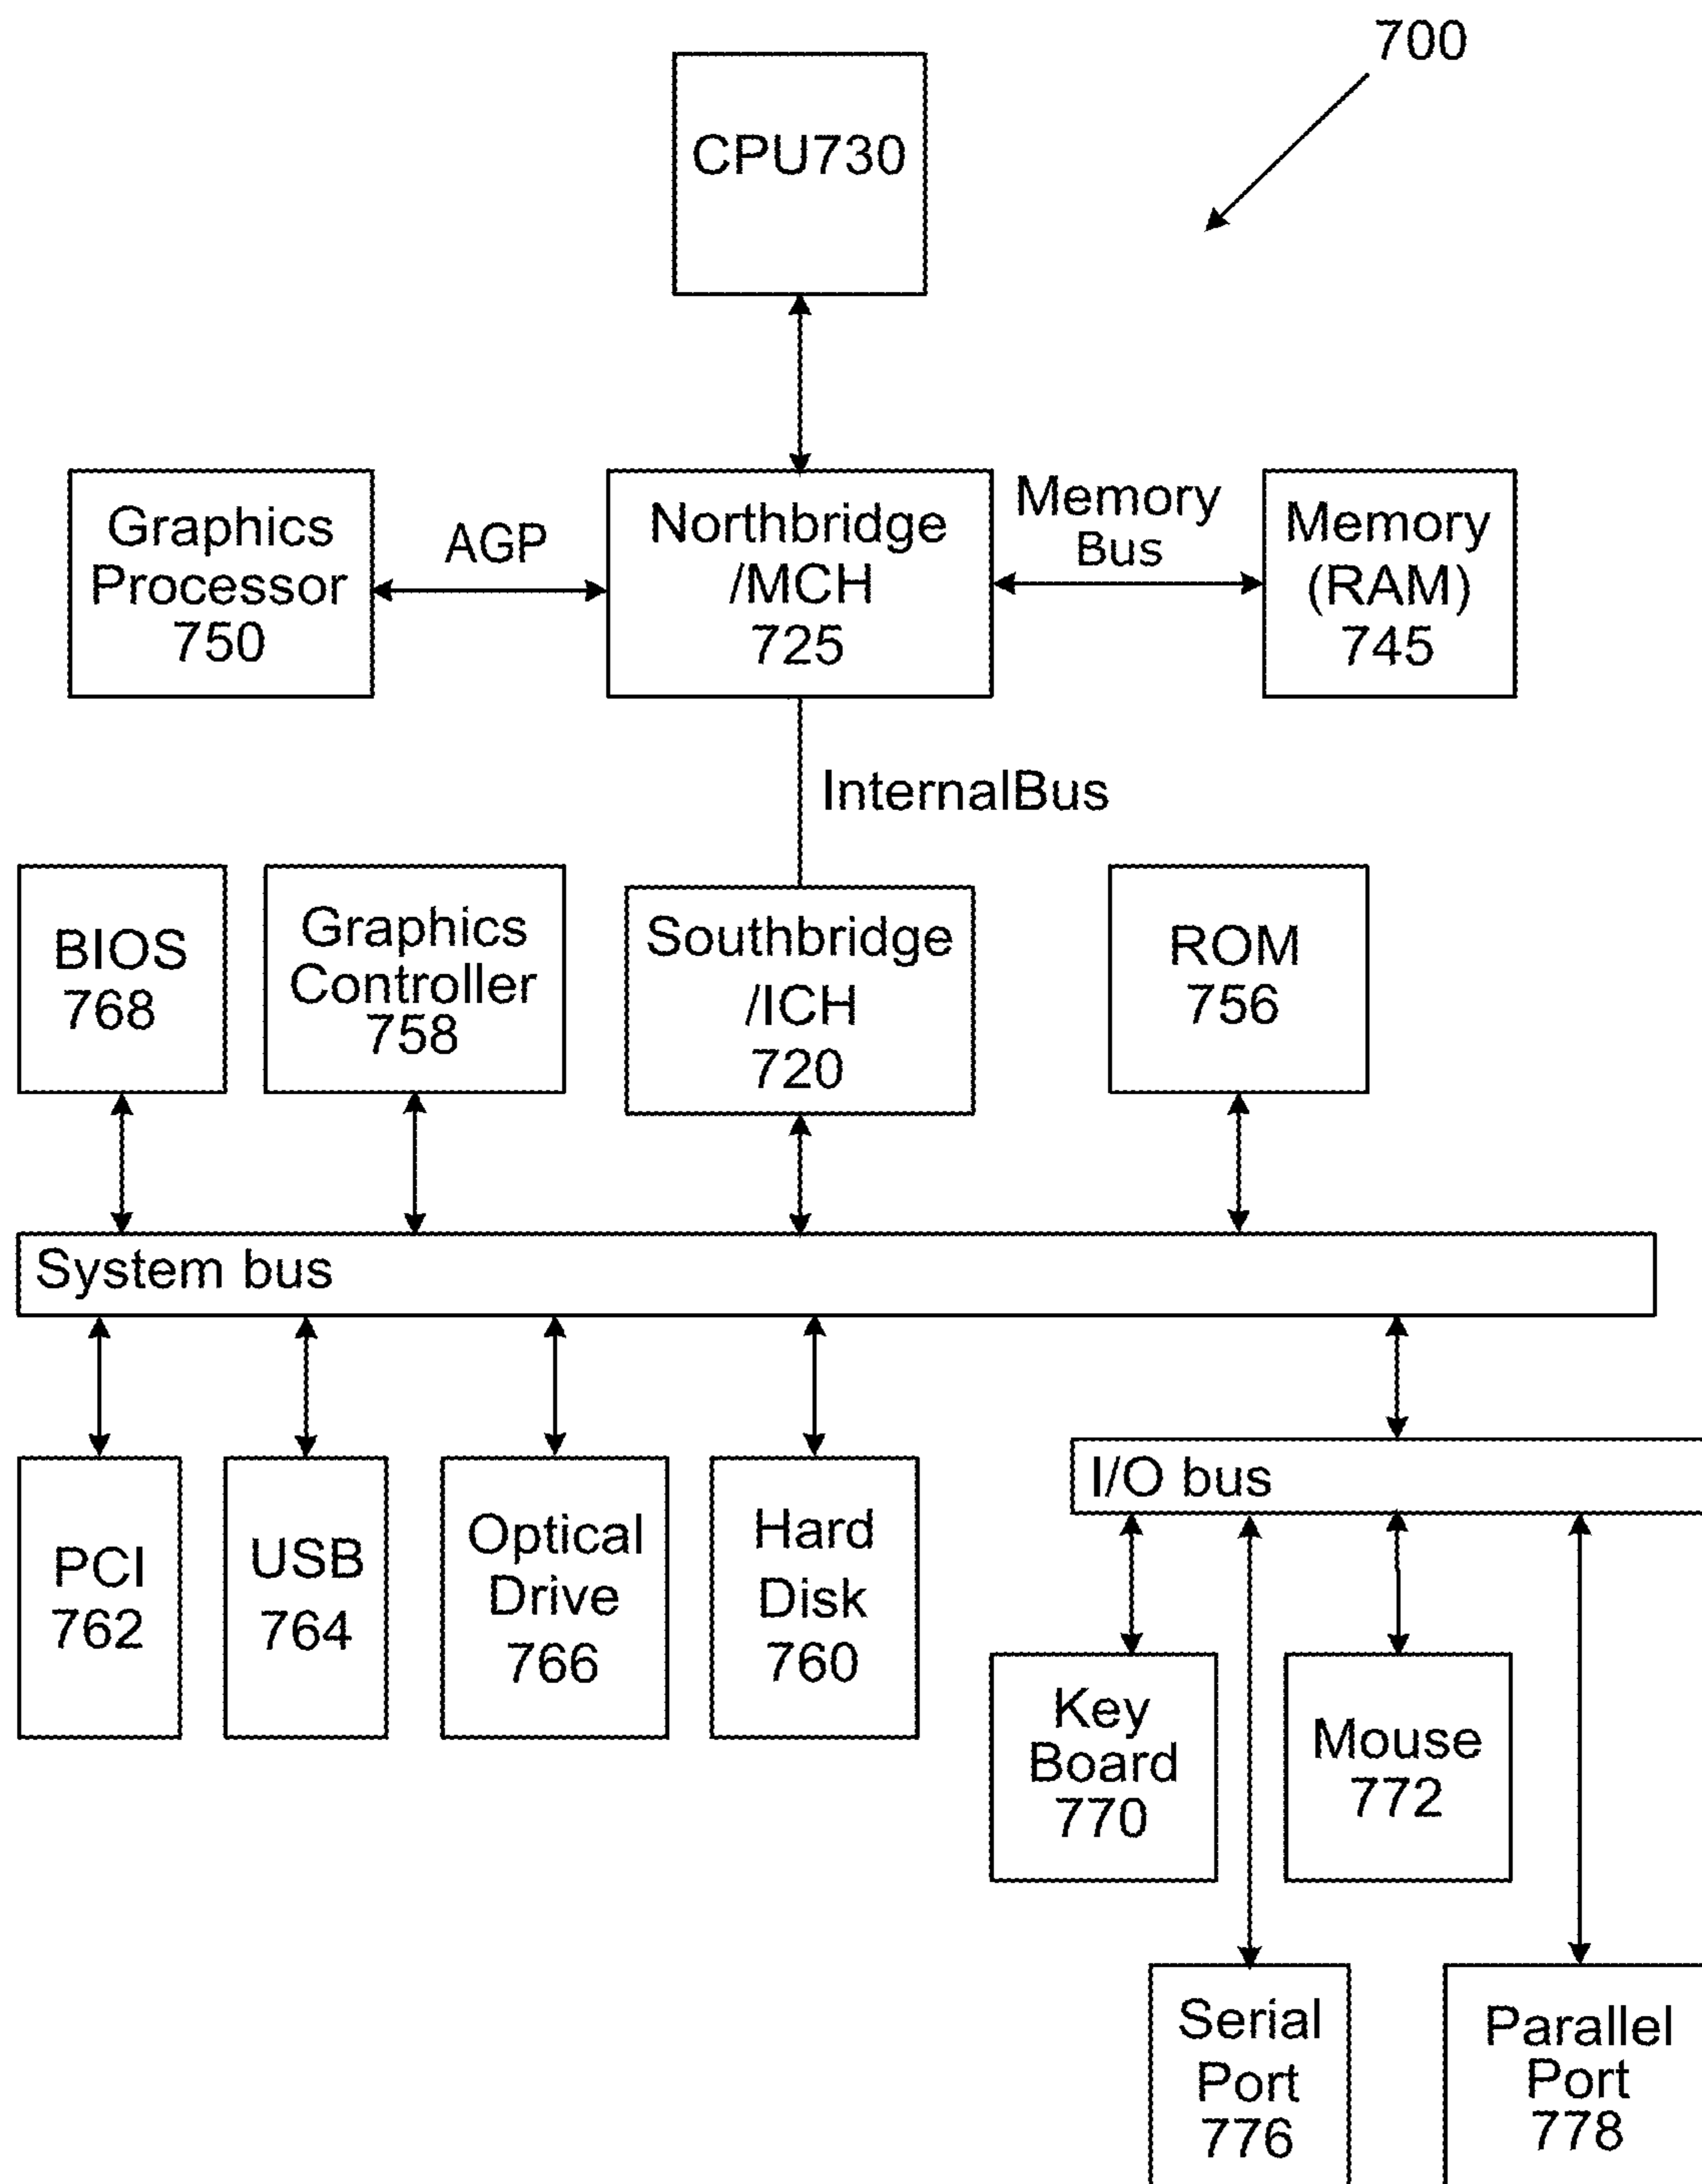 700
CPU730
Graphics
Processor
750
AGP
Northbridge
/MCH
725
Memory
Bus
Memory
(RAM)
745
InternalBus
BIOS
768
Graphics
Controller
758
Southbridge
/ICH
720
ROM
756
System bus
PCI
762
USB
764
Optical
Drive
766
Hard
Disk
760
I/O bus
Key
Board
770
Mouse
772
Serial
Port
776
Parallel
Port
778